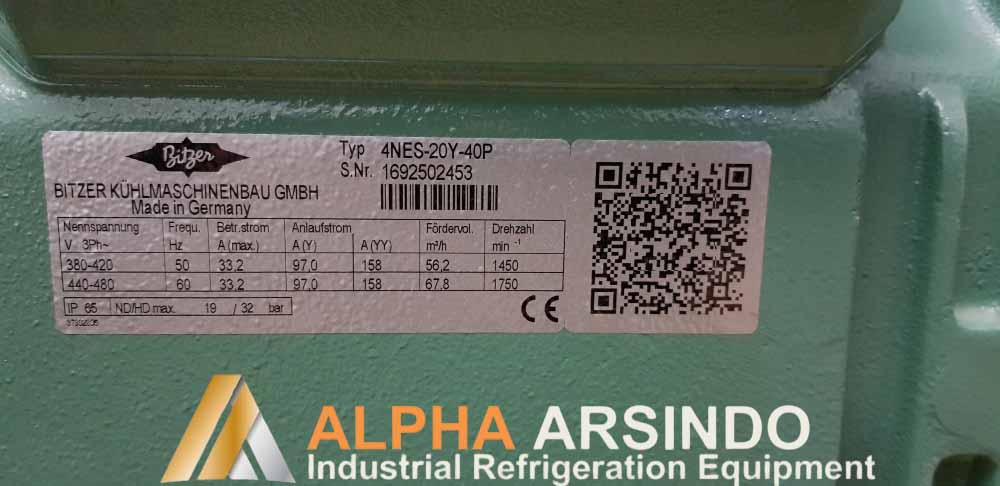 Bitzer
BITZER KÜHLMASCHINENBAU GMBH
Made in Germany
Typ 4NES-20Y-40P
S.Nr. 1692502453
Nennspannung Frequ. Betr.strom Anlaufstrom Fördervol. Drehzahl
V 3Ph~ Hz A (max.) A (Y) A (YY) m³/h min -1
380-420 50 33.2 97,0 158 56,2 1450
440-480 60 33.2 97,0 158 67,8 1750
IP 65 ND/HD max. 19 / 32 bar
CE
ALPHA ARSINDO
Industrial Refrigeration Equipment